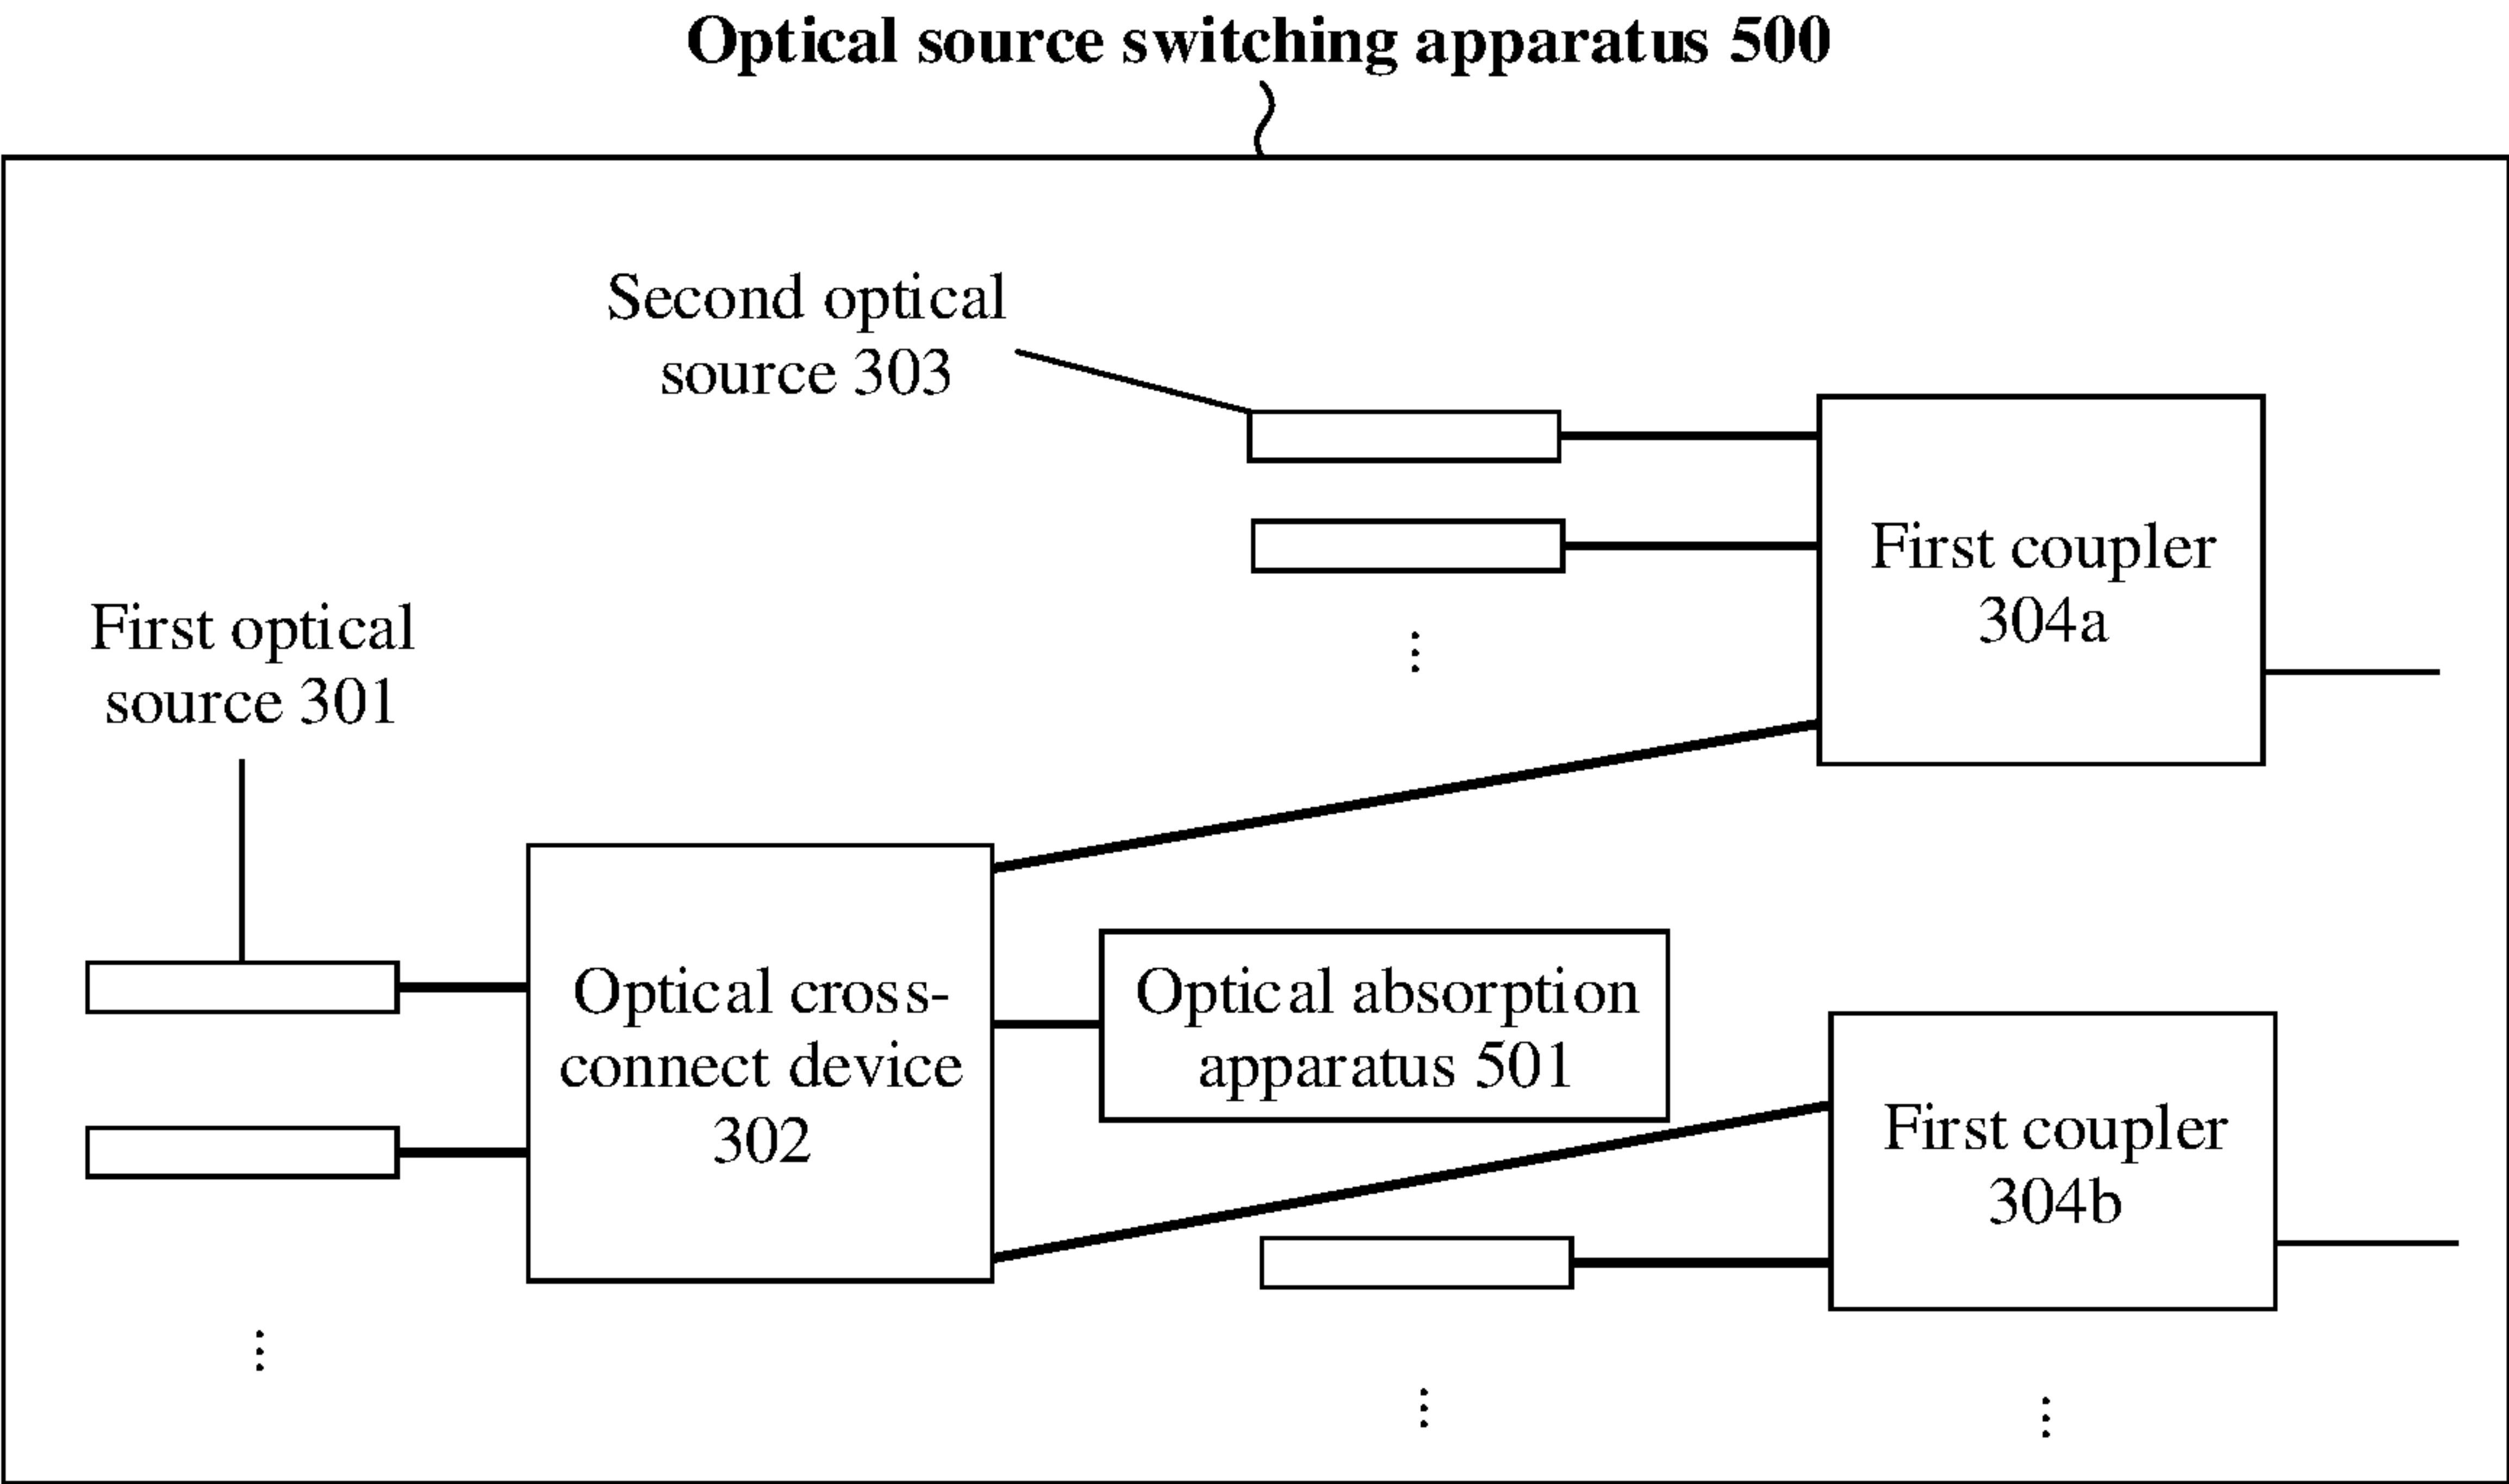 Optical source switching apparatus 500
Second optical
source 303
First coupler
304a
First optical
source 301
Optical cross-
connect device
302
Optical absorption
apparatus 501
First coupler
304b